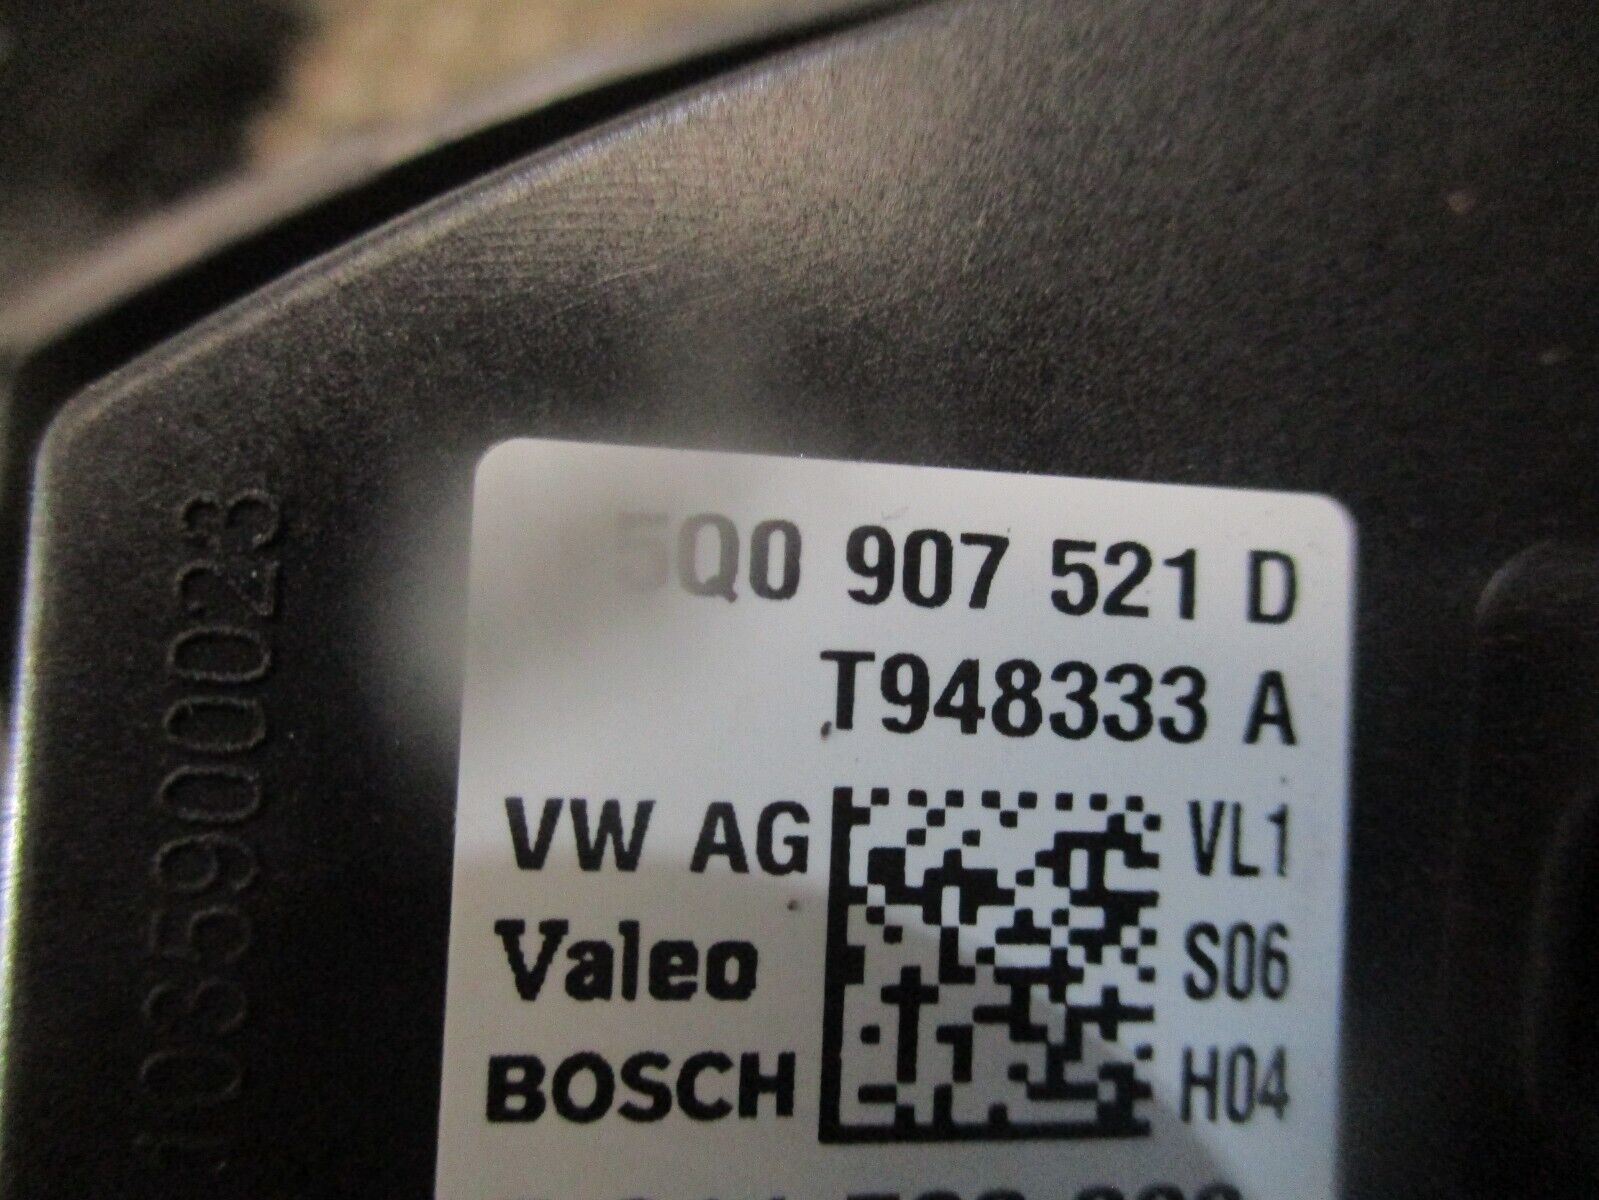 5Q0 907 521 D
T948333 A
VW AG VL1
Valeo S06
BOSCH H04
03590023